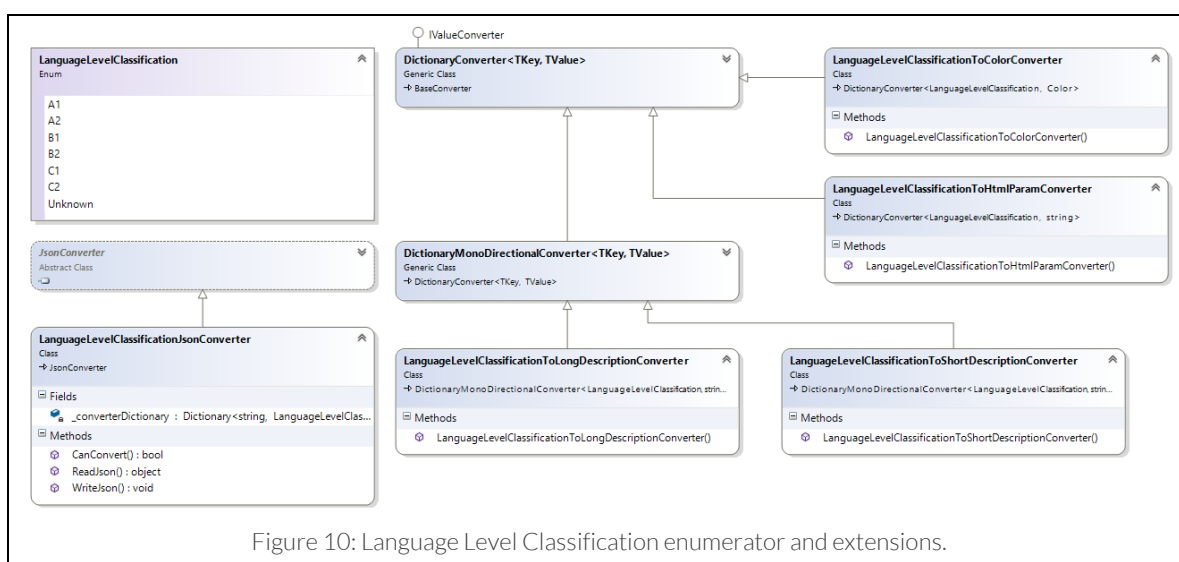 IValueConverter
LanguageLevelClassification
Enum
A1
A2
B1
B2
C1
C2
Unknown
DictionaryConverter<TKey, TValue>
Generic Class
→ BaseConverter
LanguageLevelClassificationToColorConverter
Class
→ DictionaryConverter<LanguageLevelClassification, Color>
Methods
LanguageLevelClassificationToColorConverter()
LanguageLevelClassificationToHtmlParamConverter
Class
→ DictionaryConverter<LanguageLevelClassification, string>
Methods
LanguageLevelClassificationToHtmlParamConverter()
JsonConverter
Abstract Class
DictionaryMonoDirectionalConverter<TKey, TValue>
Generic Class
→ DictionaryConverter<TKey, TValue>
LanguageLevelClassificationJsonConverter
Class
→ JsonConverter
Fields
_converterDictionary : Dictionary<string, LanguageLevelClas...
Methods
CanConvert() : bool
ReadJson() : object
WriteJson() : void
LanguageLevelClassificationToLongDescriptionConverter
Class
→ DictionaryMonoDirectionalConverter<LanguageLevelClassification, strin...
Methods
LanguageLevelClassificationToLongDescriptionConverter()
LanguageLevelClassificationToShortDescriptionConverter
Class
→ DictionaryMonoDirectionalConverter<LanguageLevelClassification, strin...
Methods
LanguageLevelClassificationToShortDescriptionConverter()
Figure 10: Language Level Classification enumerator and extensions.